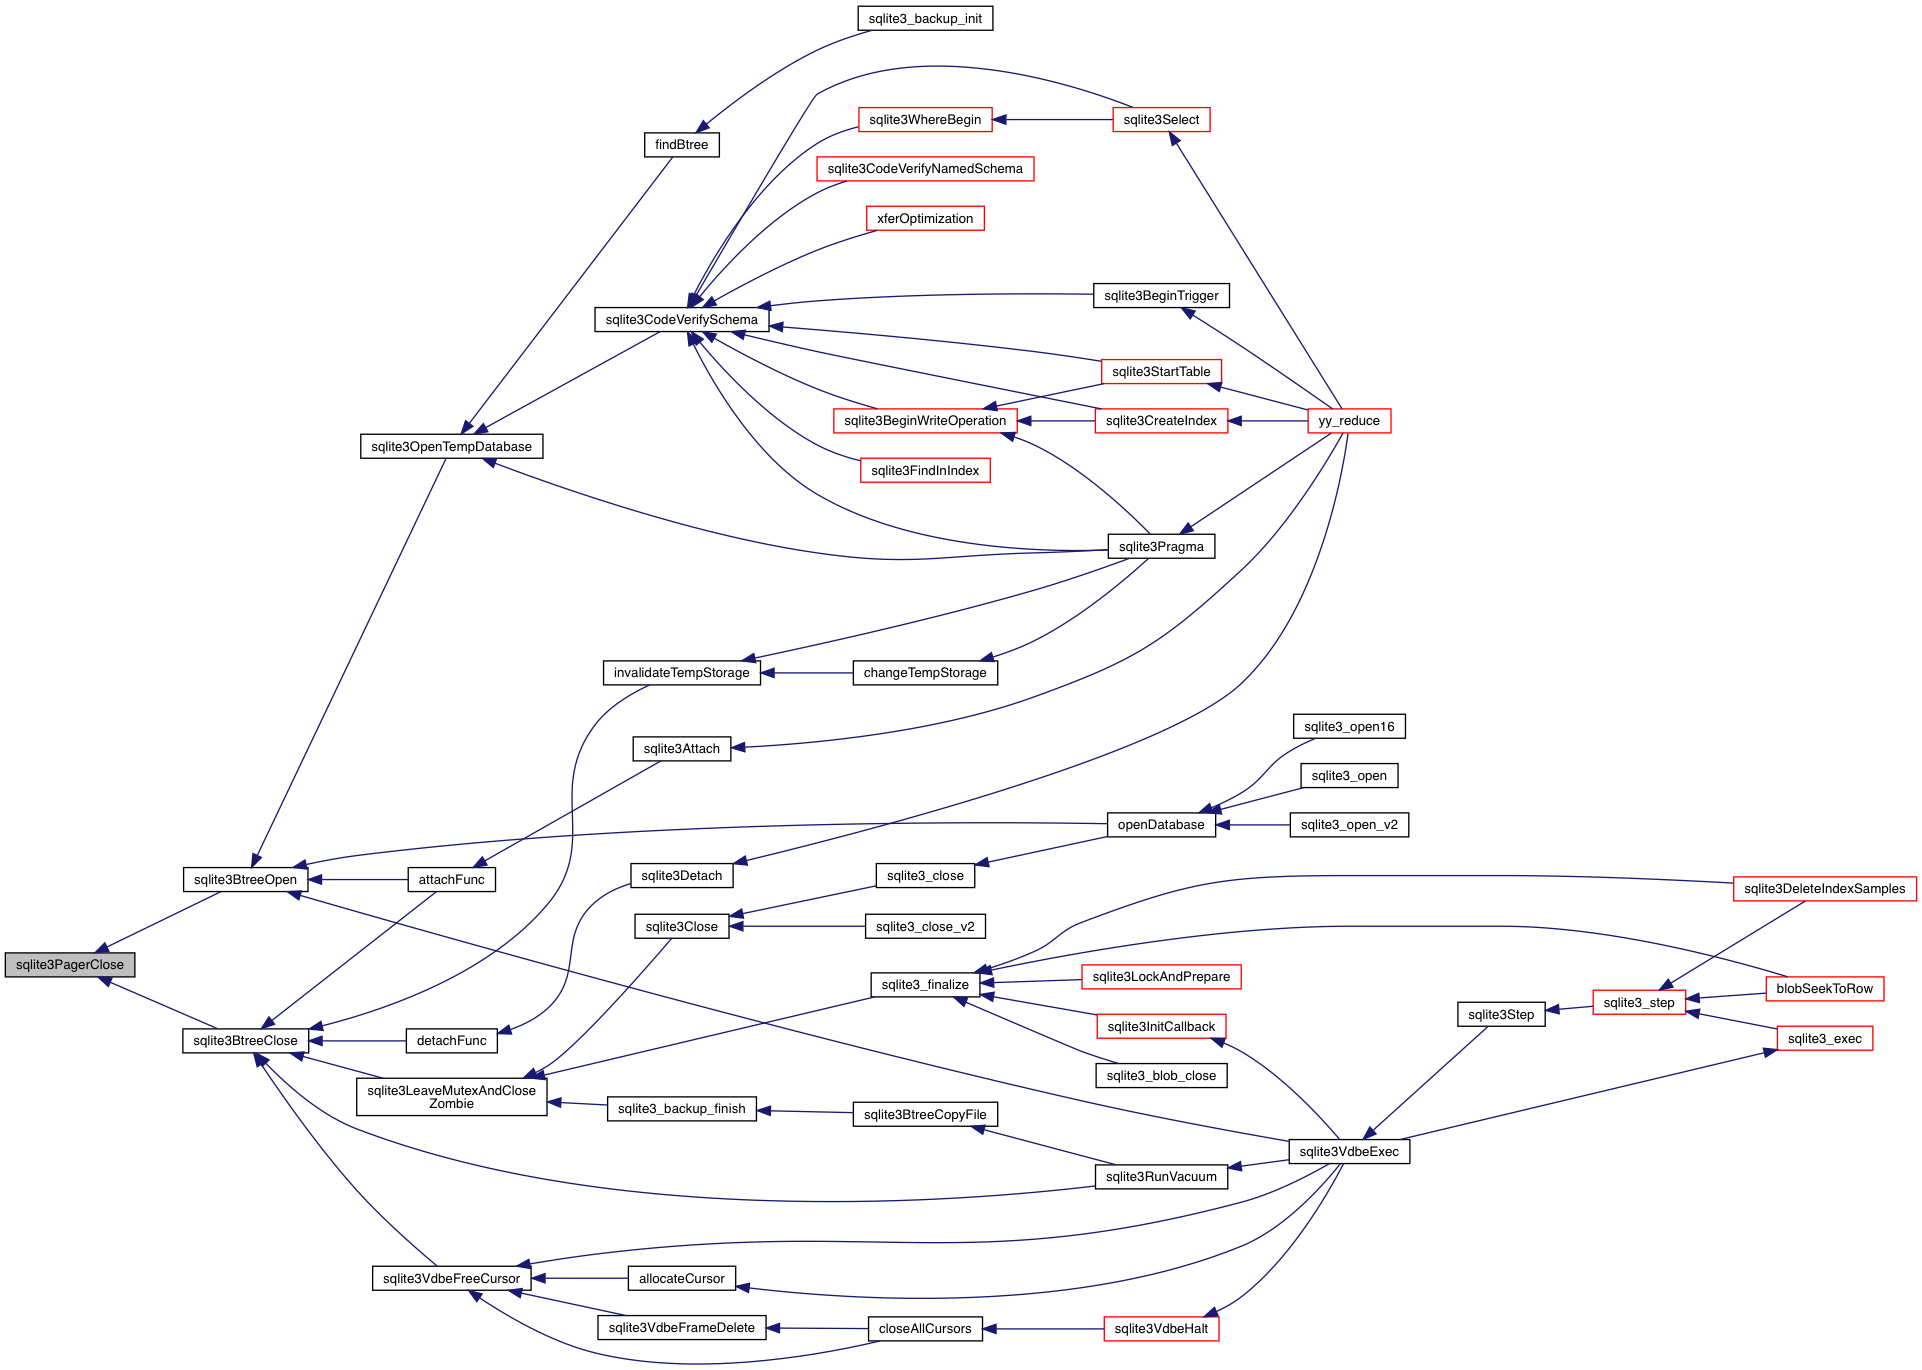 sqlite3_backup_init
sqlite3WhereBegin
sqlite3Select
findBtree
sqlite3CodeVerifyNamedSchema
xferOptimization
sqlite3BeginTrigger
sqlite3CodeVerifySchema
sqlite3StartTable
sqlite3BeginWriteOperation
sqlite3CreateIndex
yy_reduce
sqlite3OpenTempDatabase
sqlite3FindInIndex
sqlite3Pragma
invalidateTempStorage
changeTempStorage
sqlite3_open16
sqlite3Attach
sqlite3_open
openDatabase
sqlite3_open_v2
sqlite3BtreeOpen
attachFunc
sqlite3Detach
sqlite3_close
sqlite3DeleteIndexSamples
sqlite3Close
sqlite3_close_v2
sqlite3PagerClose
sqlite3_finalize
sqlite3LockAndPrepare
blobSeekToRow
sqlite3_step
sqlite3Step
sqlite3InitCallback
sqlite3BtreeClose
detachFunc
sqlite3_exec
sqlite3_blob_close
sqlite3LeaveMutexAndClose
Zombie
sqlite3_backup_finish
sqlite3BtreeCopyFile
sqlite3VdbeExec
sqlite3RunVacuum
sqlite3VdbeFreeCursor
allocateCursor
sqlite3VdbeFrameDelete
closeAllCursors
sqlite3VdbeHalt